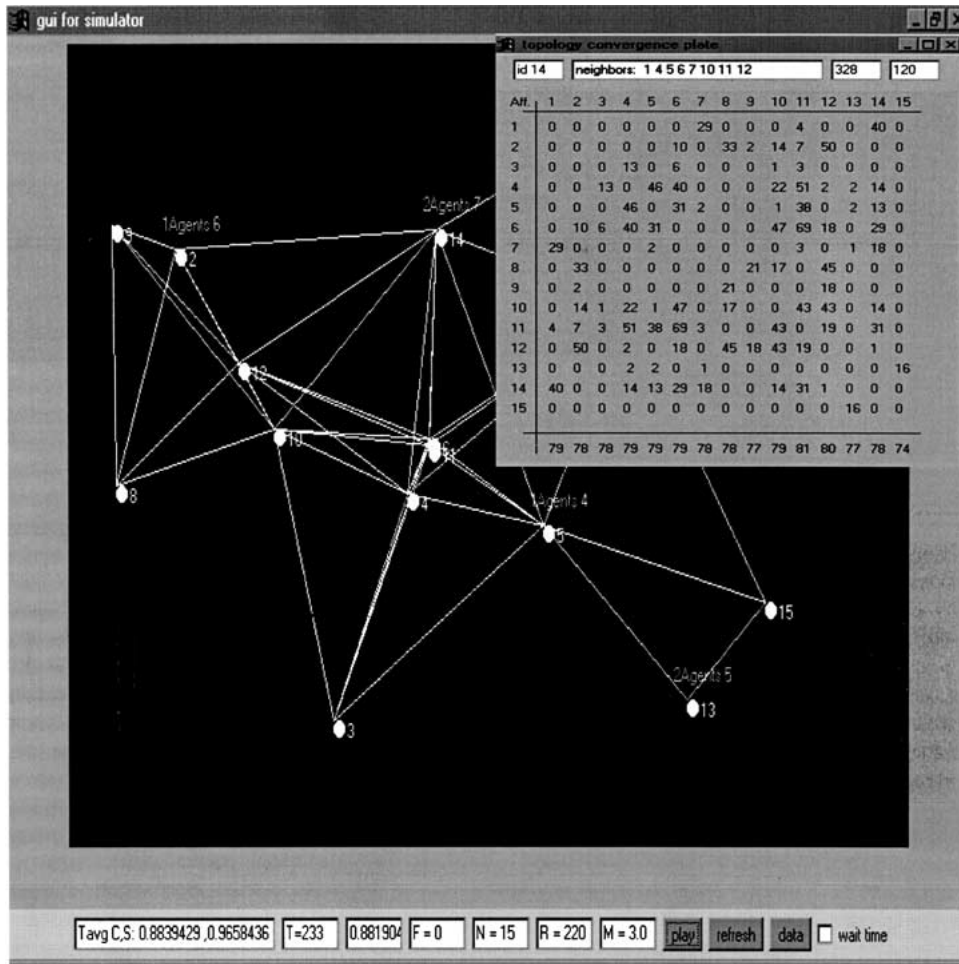 gui for simulator
topology convergence plate
id 14 neighbors: 1 4 5 6 7 10 11 12 328 120
Aff. 1 2 3 4 5 6 7 8 9 10 11 12 13 14 15
1 0 0 0 0 0 0 29 0 0 0 4 0 0 40 0
2 0 0 0 0 0 10 0 33 2 14 7 50 0 0 0
3 0 0 0 13 0 6 0 0 0 1 3 0 0 0 0
4 0 0 13 0 46 40 0 0 0 22 51 2 2 14 0
5 0 0 0 46 0 31 2 0 0 1 38 0 2 13 0
6 0 10 6 40 31 0 0 0 0 47 69 18 0 29 0
7 29 0 0 0 2 0 0 0 0 0 3 0 1 18 0
8 0 33 0 0 0 0 0 0 21 17 0 45 0 0 0
9 0 2 0 0 0 0 0 21 0 0 0 18 0 0 0
10 0 14 1 22 1 47 0 17 0 0 43 43 0 14 0
11 4 7 3 51 38 69 3 0 0 43 0 19 0 31 0
12 0 50 0 2 0 18 0 45 18 43 19 0 0 1 0
13 0 0 0 2 2 0 1 0 0 0 0 0 0 0 16
14 40 0 0 14 13 29 18 0 0 14 31 1 0 0 0
15 0 0 0 0 0 0 0 0 0 0 0 0 16 0 0
79 78 78 79 79 79 78 78 77 79 81 80 77 78 74
2Agents 7
14
1Agents 6
9
2
12
10
11
8
4
1Agents 4
5
15
2Agents 5
13
3
Tavg C,S: 0.8839429 ,0.9658436 T=233 0.881904 F = 0 N = 15 R = 220 M = 3.0 play refresh data wait time